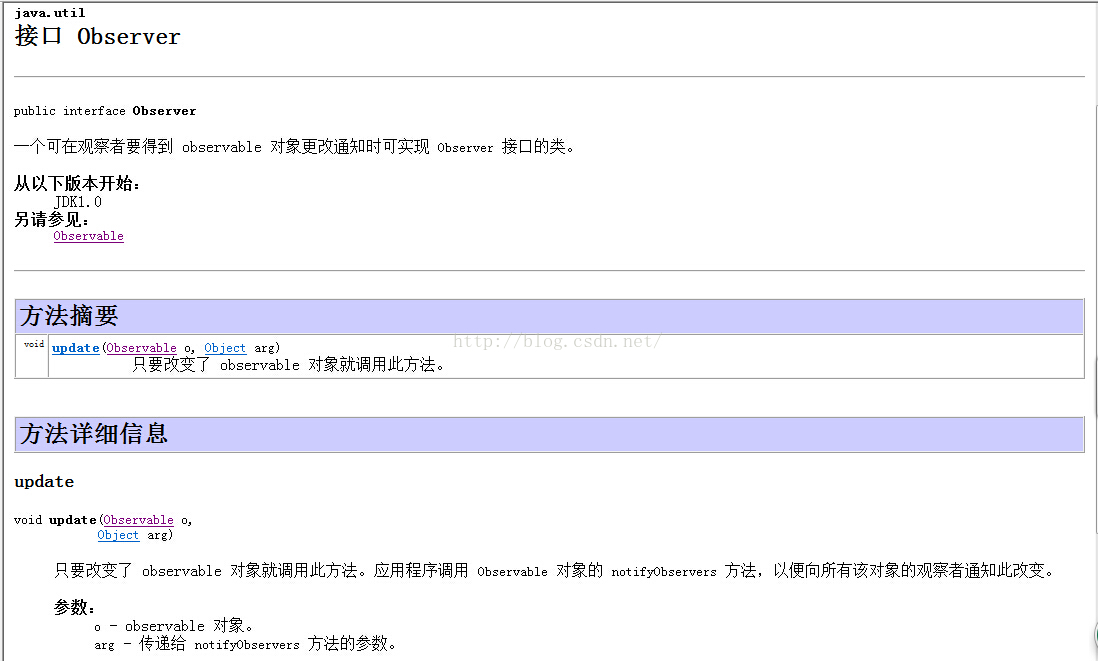 java.util
接口 Observer
public interface Observer
一个可在观察者要得到 observable 对象更改通知时可实现 Observer 接口的类。
从以下版本开始：
JDK1.0
另请参见：
Observable
方法摘要
void update(Observable o, Object arg)
只要改变了 observable 对象就调用此方法。
http://blog.csdn.net/
方法详细信息
update
void update(Observable o,
Object arg)
只要改变了 observable 对象就调用此方法。应用程序调用 Observable 对象的 notifyObservers 方法，以便向所有该对象的观察者通知此改变。
参数：
o - observable 对象。
arg - 传递给 notifyObservers 方法的参数。